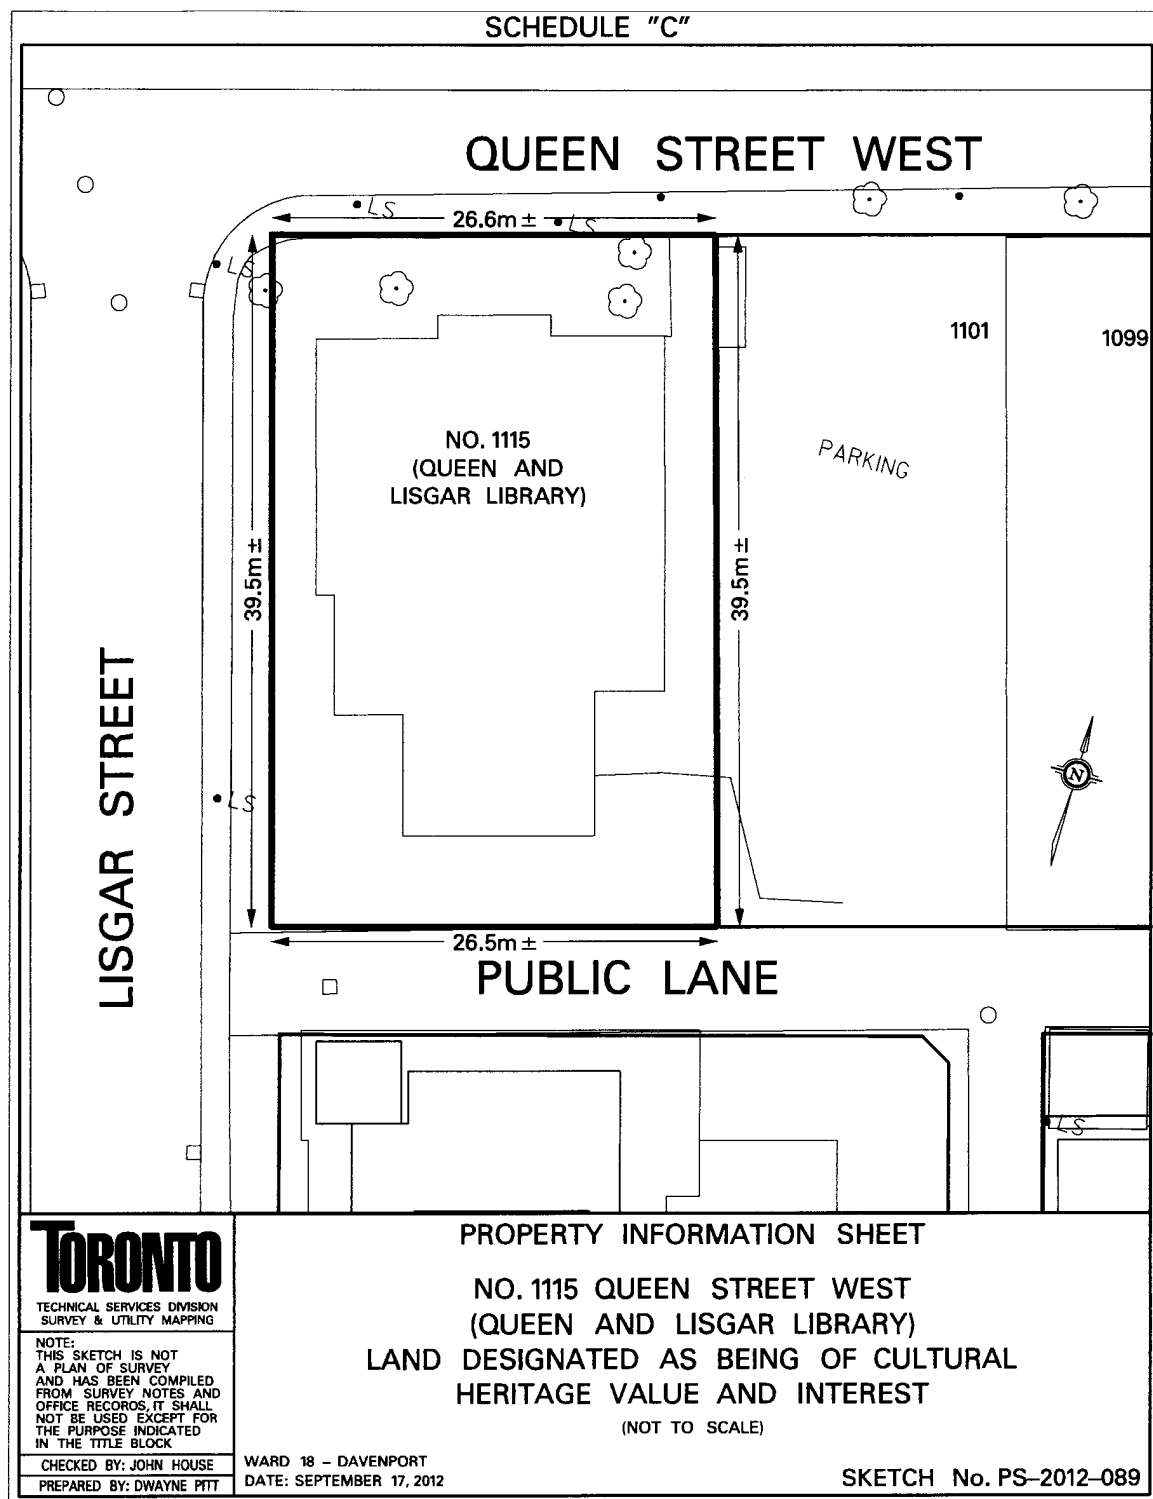 SCHEDULE "C"
QUEEN STREET WEST
LS
26.6m ±
LS
LS
1101
1099
NO. 1115
(QUEEN AND
LISGAR LIBRARY)
PARKING
39.5m ±
39.5m ±
LISGAR STREET
N
LS
26.5m ±
PUBLIC LANE
LS
TORONTO
TECHNICAL SERVICES DIVISION
SURVEY & UTILITY MAPPING
NOTE:
THIS SKETCH IS NOT
A PLAN OF SURVEY
AND HAS BEEN COMPILED
FROM SURVEY NOTES AND
OFFICE RECORDS, IT SHALL
NOT BE USED EXCEPT FOR
THE PURPOSE INDICATED
IN THE TITLE BLOCK
CHECKED BY: JOHN HOUSE
PREPARED BY: DWAYNE PITT
PROPERTY INFORMATION SHEET
NO. 1115 QUEEN STREET WEST
(QUEEN AND LISGAR LIBRARY)
LAND DESIGNATED AS BEING OF CULTURAL
HERITAGE VALUE AND INTEREST
(NOT TO SCALE)
WARD 18 – DAVENPORT
DATE: SEPTEMBER 17, 2012
SKETCH No. PS–2012–089